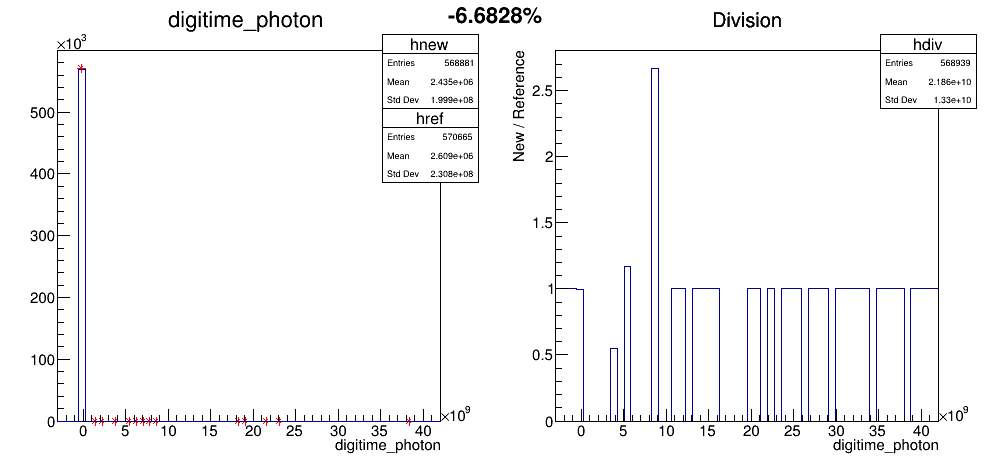 digitime_photon
-6.6828%
Division
×10³
hnew
Entries 568881
Mean 2.435e+06
Std Dev 1.999e+08
href
Entries 570665
Mean 2.609e+06
Std Dev 2.308e+08
500
400
300
200
100
0
0 5 10 15 20 25 30 35 40 ×10⁹
digitime_photon
hdiv
Entries 568939
Mean 2.186e+10
Std Dev 1.33e+10
New / Reference
2.5
2
1.5
1
0.5
0
0 5 10 15 20 25 30 35 40 ×10⁹
digitime_photon